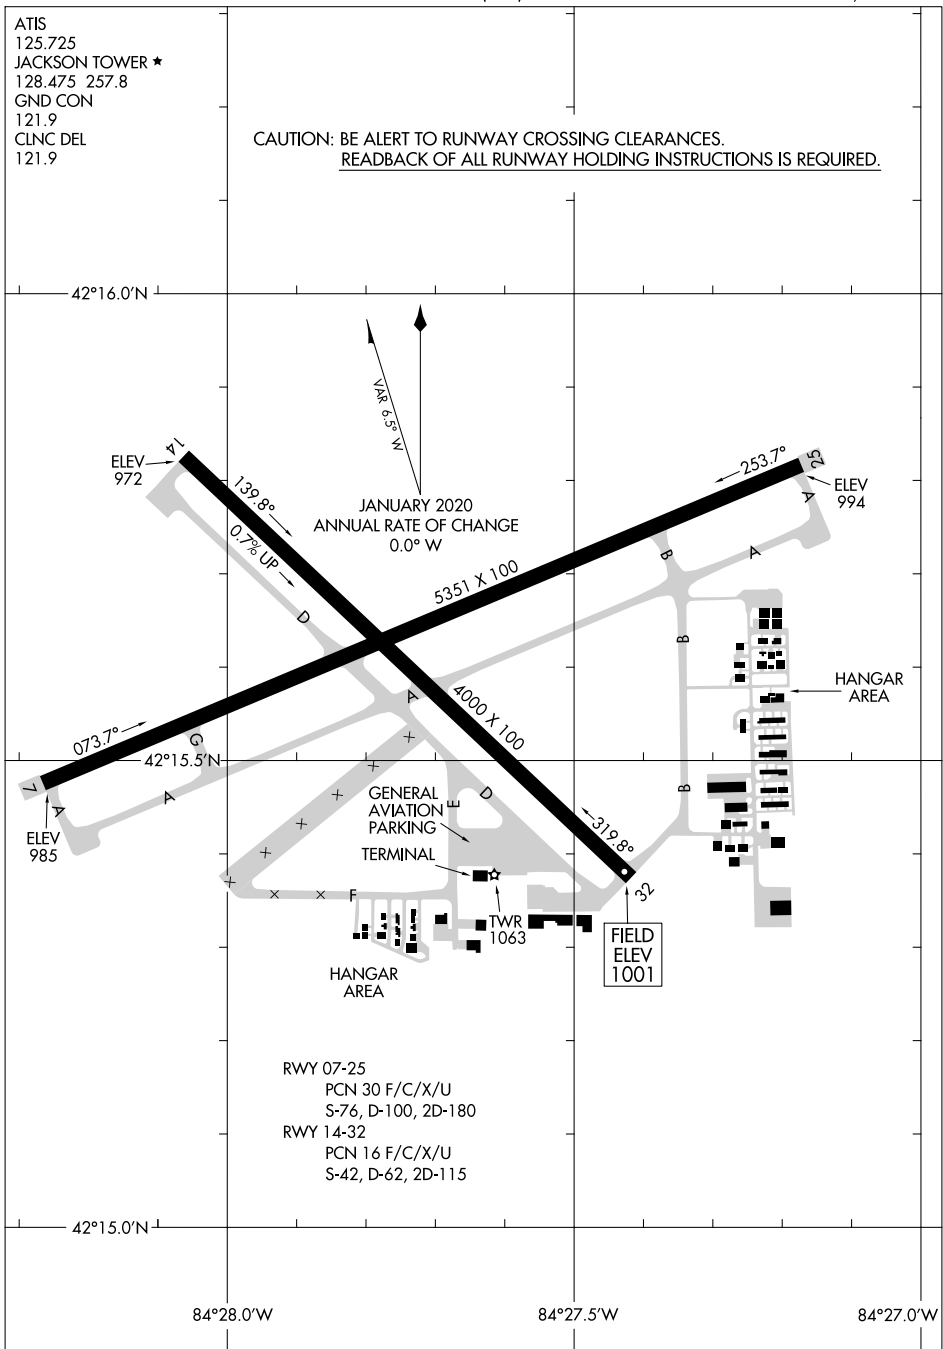 ATIS
125.725
JACKSON TOWER ★
128.475 257.8
GND CON
121.9
CLNC DEL
121.9
CAUTION: BE ALERT TO RUNWAY CROSSING CLEARANCES.
READBACK OF ALL RUNWAY HOLDING INSTRUCTIONS IS REQUIRED.
42°16.0'N
VAR 6.5° W
JANUARY 2020
ANNUAL RATE OF CHANGE
0.0° W
14
ELEV
972
139.8°
0.7% UP
253.7°
25
ELEV
994
A
A
B
5351 X 100
D
B
A
4000 X 100
HANGAR
AREA
073.7°
G
42°15.5'N
7
A
A
ELEV
985
GENERAL
AVIATION
PARKING
E
D
B
319.8°
TERMINAL
32
F
TWR
1063
FIELD
ELEV
1001
HANGAR
AREA
RWY 07-25
PCN 30 F/C/X/U
S-76, D-100, 2D-180
RWY 14-32
PCN 16 F/C/X/U
S-42, D-62, 2D-115
42°15.0'N
84°28.0'W
84°27.5'W
84°27.0'W